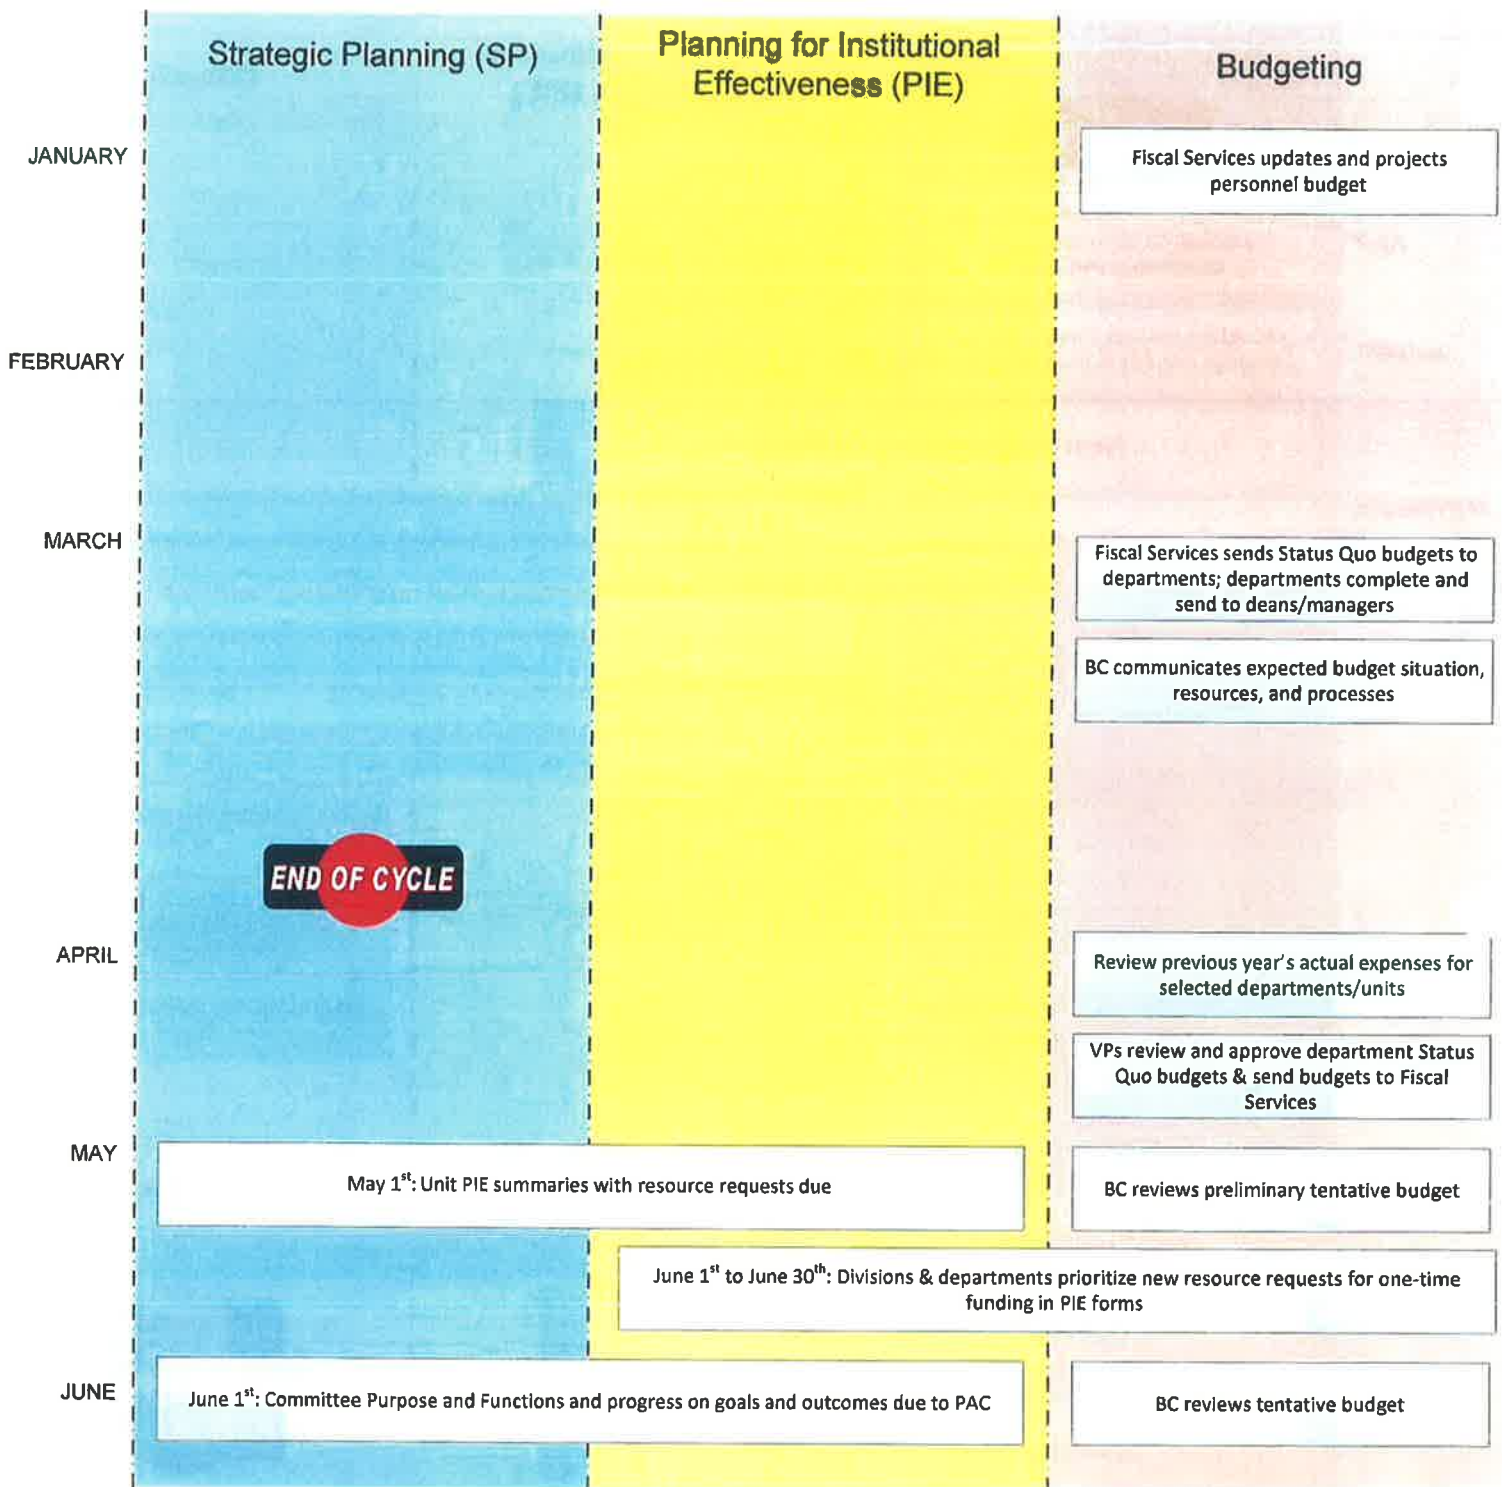 Strategic Planning (SP)
Planning for Institutional
Effectiveness (PIE)
Budgeting
JANUARY
Fiscal Services updates and projects
personnel budget
FEBRUARY
MARCH
Fiscal Services sends Status Quo budgets to
departments; departments complete and
send to deans/managers
BC communicates expected budget situation,
resources, and processes
END OF CYCLE
APRIL
Review previous year's actual expenses for
selected departments/units
VPs review and approve department Status
Quo budgets & send budgets to Fiscal
Services
MAY
May 1st: Unit PIE summaries with resource requests due
BC reviews preliminary tentative budget
June 1st to June 30th: Divisions & departments prioritize new resource requests for one-time
funding in PIE forms
JUNE
June 1st: Committee Purpose and Functions and progress on goals and outcomes due to PAC
BC reviews tentative budget